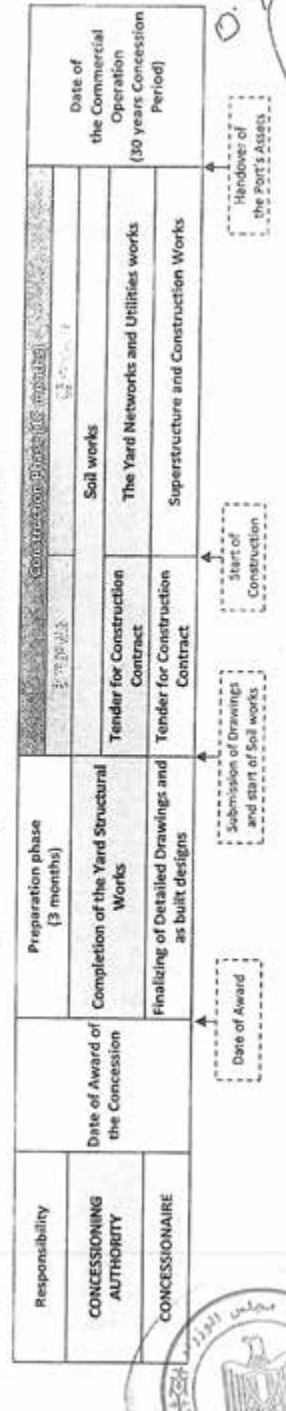 Responsibility
Date of Award of
the Concession
Preparation phase
(3 months)
Construction Phase
months)
Date of
the Commercial
Operation
(30 years Concession
Period)
CONCESSIONING
AUTHORITY
Completion of the Yard Structural
Works
Soil works
Tender for Construction
Contract
The Yard Networks and Utilities works
CONCESSIONAIRE
Finalizing of Detailed Drawings and
as built designs
Tender for Construction
Contract
Superstructure and Construction Works
Date of Award
Submission of Drawings
and start of Soil works
Start of
Construction
Handover of
the Port's Assets